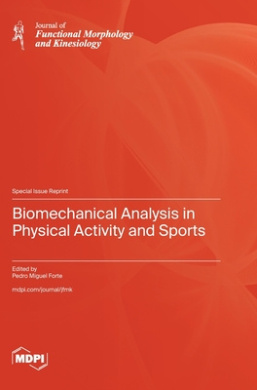 Journal of
Functional Morphology
and Kinesiology
Special Issue Reprint
Biomechanical Analysis in
Physical Activity and Sports
Edited by
Pedro Miguel Forte
mdpi.com/journal/jfmk
MDPI